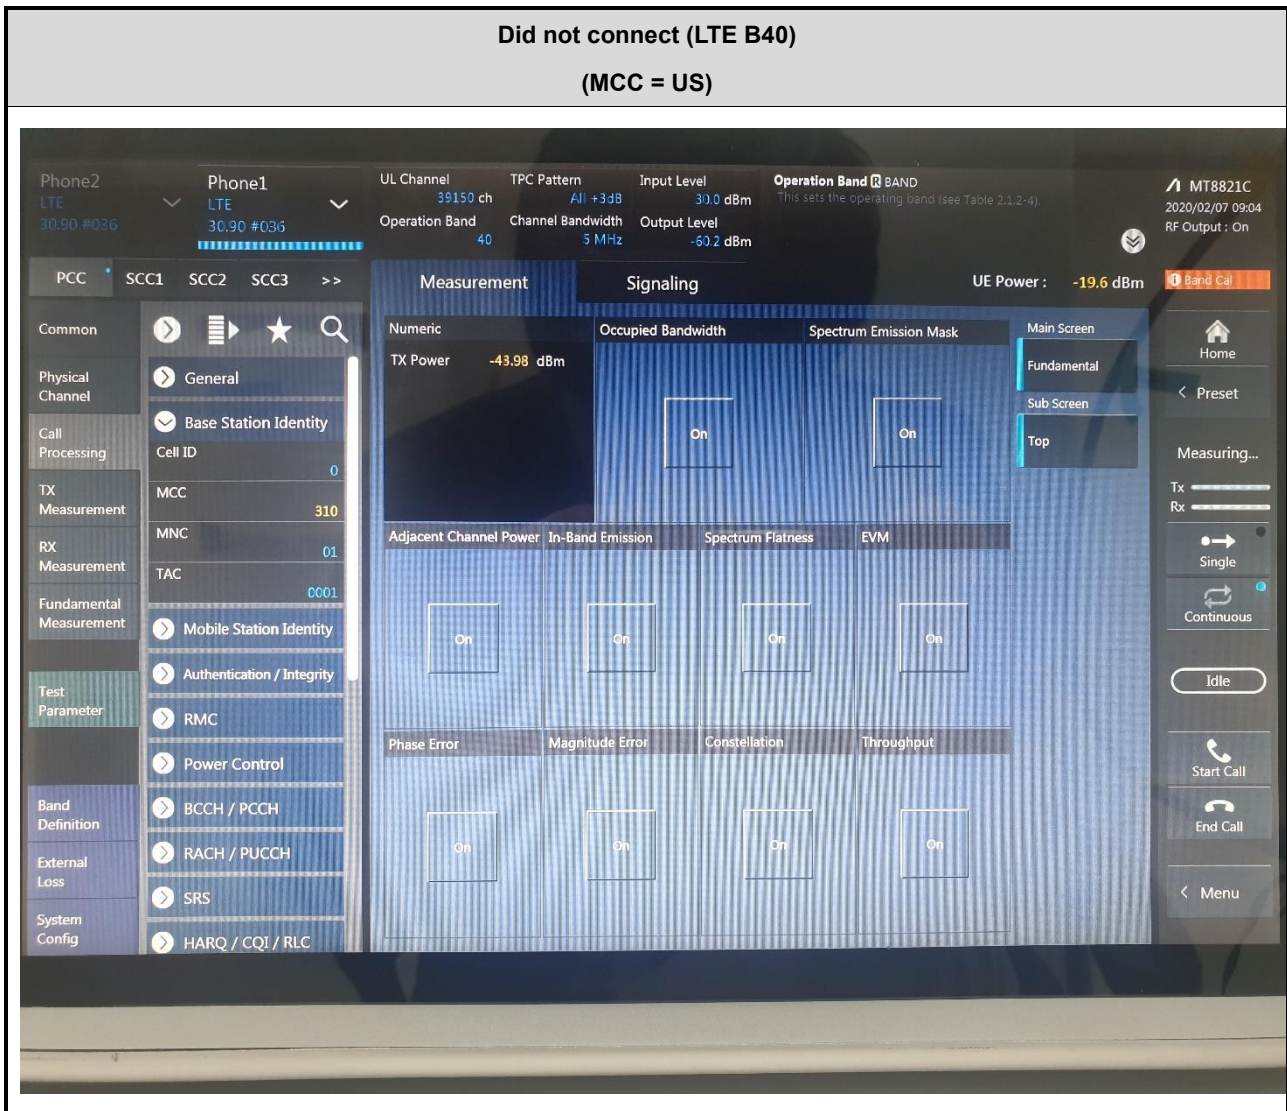 Did not connect (LTE B40)
(MCC = US)
Phone2
LTE
30.90 #036
Phone1
LTE
30.90 #036
UL Channel
39150 ch
Operation Band
40
TPC Pattern
All +3dB
Channel Bandwidth
5 MHz
Input Level
30.0 dBm
Output Level
-60.2 dBm
Operation Band R BAND
This sets the operating band (see Table 2.1.2-4).
MT8821C
2020/02/07 09:04
RF Output : On
PCC SCC1 SCC2 SCC3 >>
Measurement Signaling
UE Power : -19.6 dBm
Band Cal
Common
Physical
Channel
Call
Processing
TX
Measurement
RX
Measurement
Fundamental
Measurement
Test
Parameter
Band
Definition
External
Loss
System
Config
General
Base Station Identity
Cell ID
0
MCC
310
MNC
01
TAC
0001
Mobile Station Identity
Authentication / Integrity
RMC
Power Control
BCCH / PCCH
RACH / PUCCH
SRS
HARQ / CQI / RLC
Numeric
TX Power -43.98 dBm
Occupied Bandwidth
On
Spectrum Emission Mask
On
Adjacent Channel Power
On
In-Band Emission
On
Spectrum Flatness
On
EVM
On
Phase Error
On
Magnitude Error
On
Constellation
On
Throughput
On
Main Screen
Fundamental
Sub Screen
Top
Home
< Preset
Measuring...
Tx
Rx
Single
Continuous
Idle
Start Call
End Call
< Menu